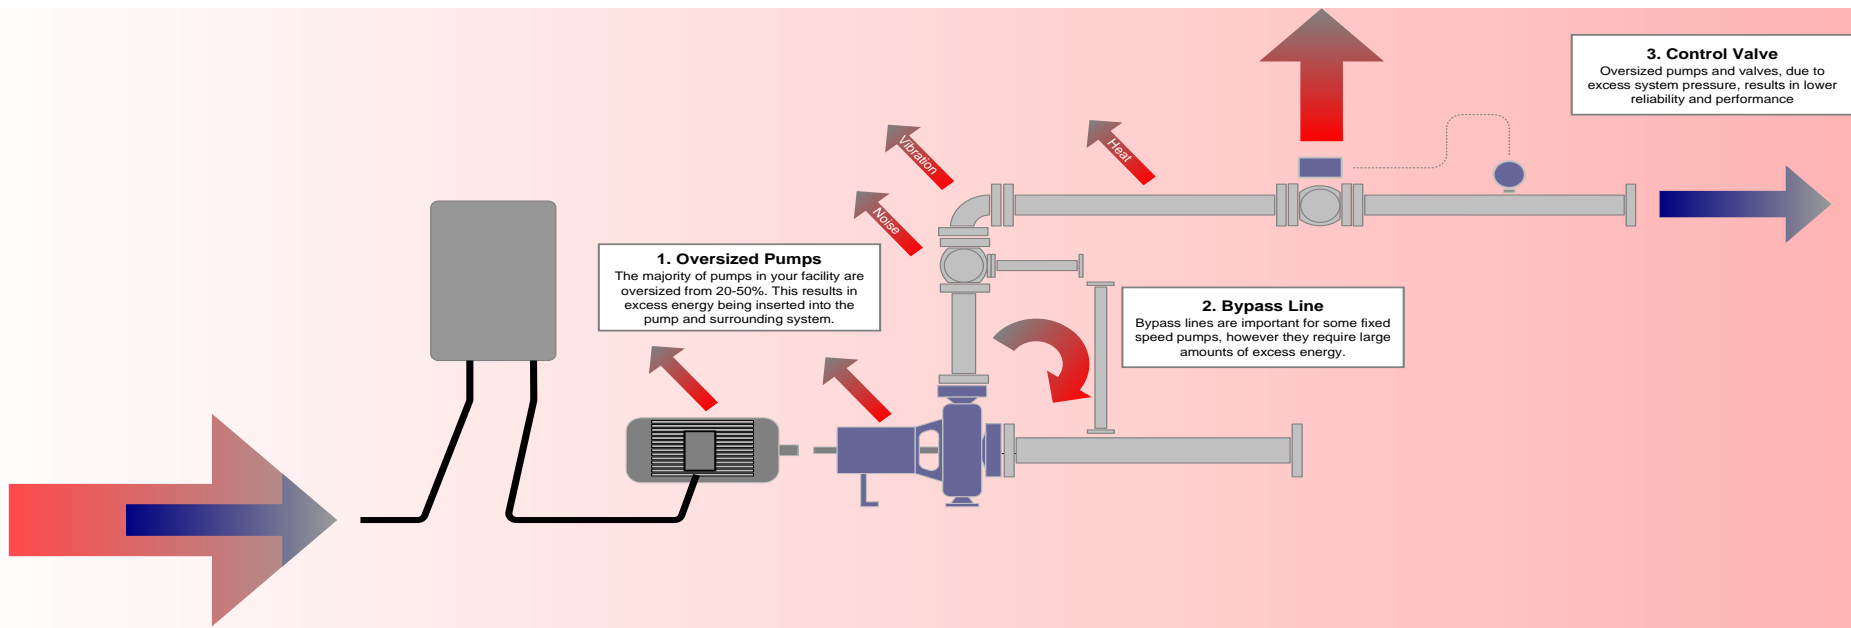 3. Control Valve
Oversized pumps and valves, due to
excess system pressure, results in lower
reliability and performance
Vibration
Heat
Noise
1. Oversized Pumps
The majority of pumps in your facility are
oversized from 20-50%. This results in
excess energy being inserted into the
pump and surrounding system.
2. Bypass Line
Bypass lines are important for some fixed
speed pumps, however they require large
amounts of excess energy.